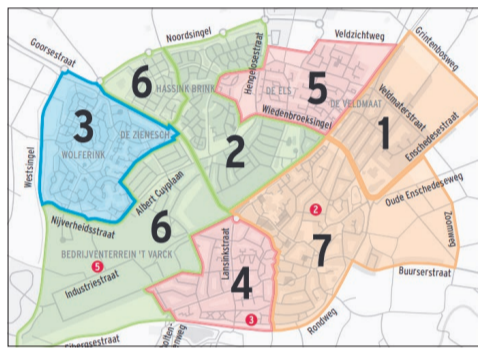 Goorsestraat
Noordsingel
Veldzichtweg
Grintenbosweg
6
HASSINK BRINK
Hengelosestraat
DE ELS
5
DE VELDMAAT
Veldmaterstraat
Enschedesestraat
1
3
DE ZIENESCH
WOLFERINK
Wiedenbroeksingel
2
Westsingel
Albert Cuyplaan
Nijverheidsstraat
6
BEDRIJVENTERREIN 'T VARCK
5
Industriestraat
Lansinkstraat
4
3
2
7
Oude Enschedeseweg
Zoomweg
Buurserstraat
Rondweg